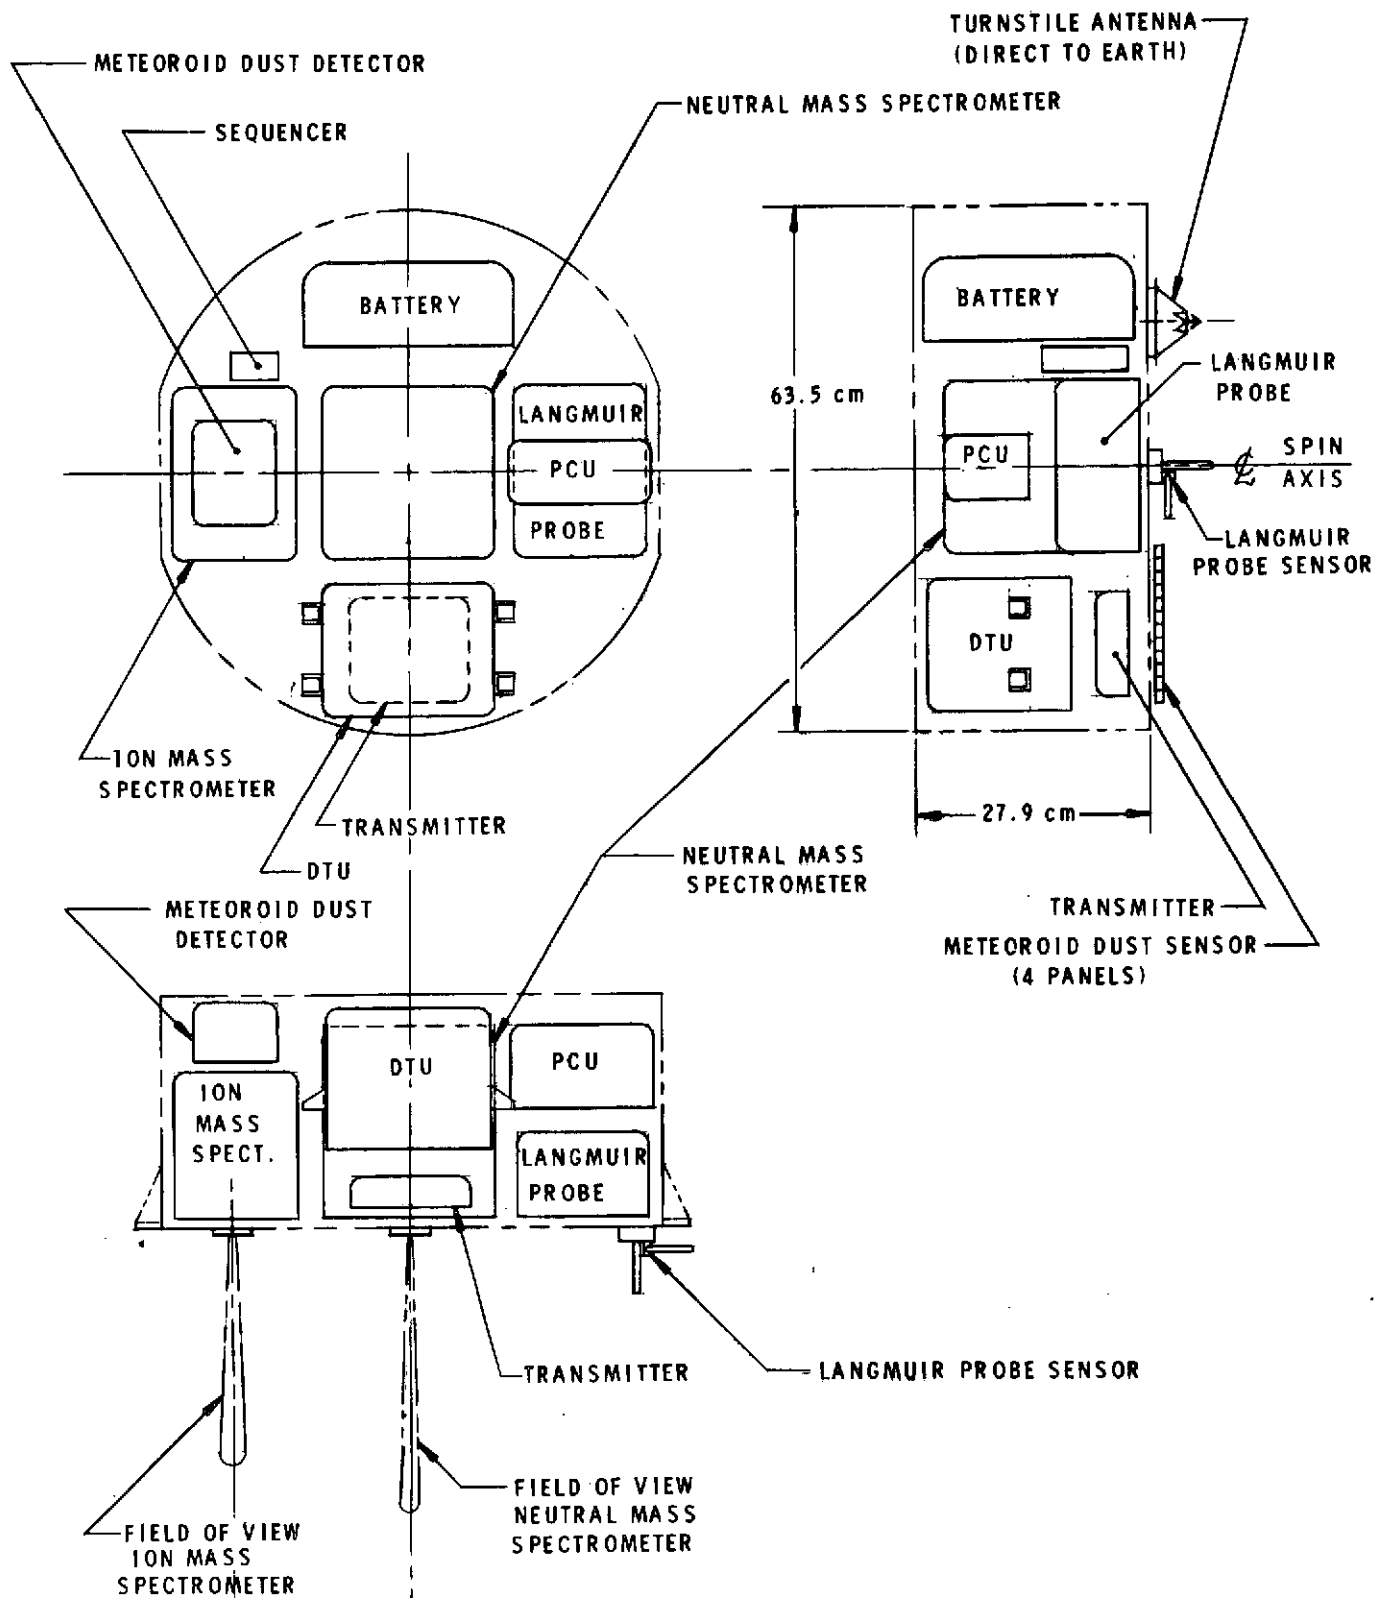 TURNSTILE ANTENNA
(DIRECT TO EARTH)
METEOROID DUST DETECTOR
NEUTRAL MASS SPECTROMETER
SEQUENCER
BATTERY
BATTERY
LANGMUIR
PROBE
63.5 cm
LANGMUIR
PCU
PROBE
PCU
℄ SPIN
AXIS
LANGMUIR
PROBE SENSOR
DTU
ION MASS
SPECTROMETER
TRANSMITTER
27.9 cm
DTU
NEUTRAL MASS
SPECTROMETER
METEOROID DUST
DETECTOR
TRANSMITTER
METEOROID DUST SENSOR
(4 PANELS)
DTU
PCU
ION
MASS
SPECT.
LANGMUIR
PROBE
TRANSMITTER
LANGMUIR PROBE SENSOR
FIELD OF VIEW
NEUTRAL MASS
SPECTROMETER
FIELD OF VIEW
ION MASS
SPECTROMETER